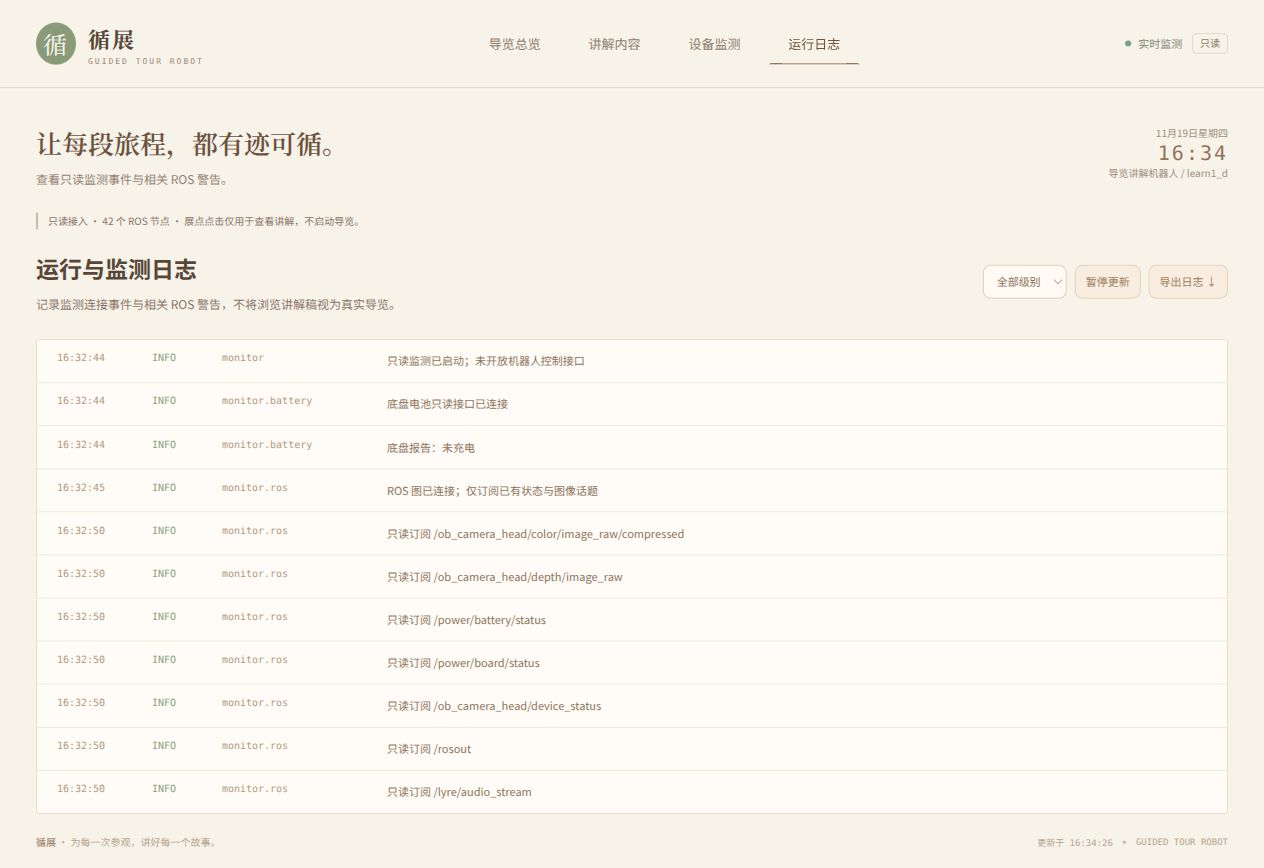 循 循展
GUIDED TOUR ROBOT
导览总览 讲解内容 设备监测 运行日志
实时监测 只读
让每段旅程，都有迹可循。
查看只读监测事件与相关 ROS 警告。
11月19日星期四
16:34
导览讲解机器人 / learn1_d
只读接入 · 42 个 ROS 节点 · 展点点击仅用于查看讲解，不启动导览。
运行与监测日志
记录监测连接事件与相关 ROS 警告，不将浏览讲解稿视为真实导览。
全部级别 暂停更新 导出日志 ↓
16:32:44 INFO monitor 只读监测已启动；未开放机器人控制接口
16:32:44 INFO monitor.battery 底盘电池只读接口已连接
16:32:44 INFO monitor.battery 底盘报告：未充电
16:32:45 INFO monitor.ros ROS 图已连接；仅订阅已有状态与图像话题
16:32:50 INFO monitor.ros 只读订阅 /ob_camera_head/color/image_raw/compressed
16:32:50 INFO monitor.ros 只读订阅 /ob_camera_head/depth/image_raw
16:32:50 INFO monitor.ros 只读订阅 /power/battery/status
16:32:50 INFO monitor.ros 只读订阅 /power/board/status
16:32:50 INFO monitor.ros 只读订阅 /ob_camera_head/device_status
16:32:50 INFO monitor.ros 只读订阅 /rosout
16:32:50 INFO monitor.ros 只读订阅 /lyre/audio_stream
循展 · 为每一次参观，讲好每一个故事。
更新于 16:34:26 • GUIDED TOUR ROBOT